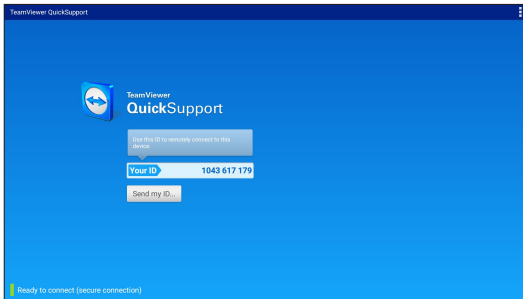 TeamViewer QuickSupport
TeamViewer
QuickSupport
Use this ID to remotely connect to this
device
Your ID
1043 617 179
Send my ID...
Ready to connect (secure connection)